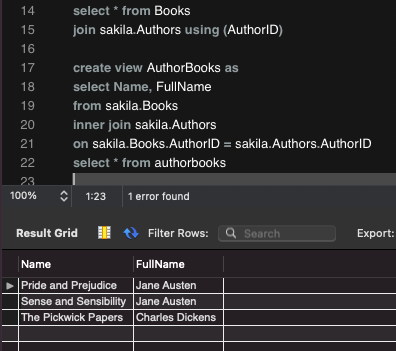 14 select * from Books
15 join sakila.Authors using (AuthorID)
16
17 create view AuthorBooks as
18 select Name, FullName
19 from sakila.Books
20 inner join sakila.Authors
21 on sakila.Books.AuthorID = sakila.Authors.AuthorID
22 select * from authorbooks
23
100% 1:23 1 error found
Result Grid Filter Rows: Search Export:
Name FullName
Pride and Prejudice Jane Austen
Sense and Sensibility Jane Austen
The Pickwick Papers Charles Dickens